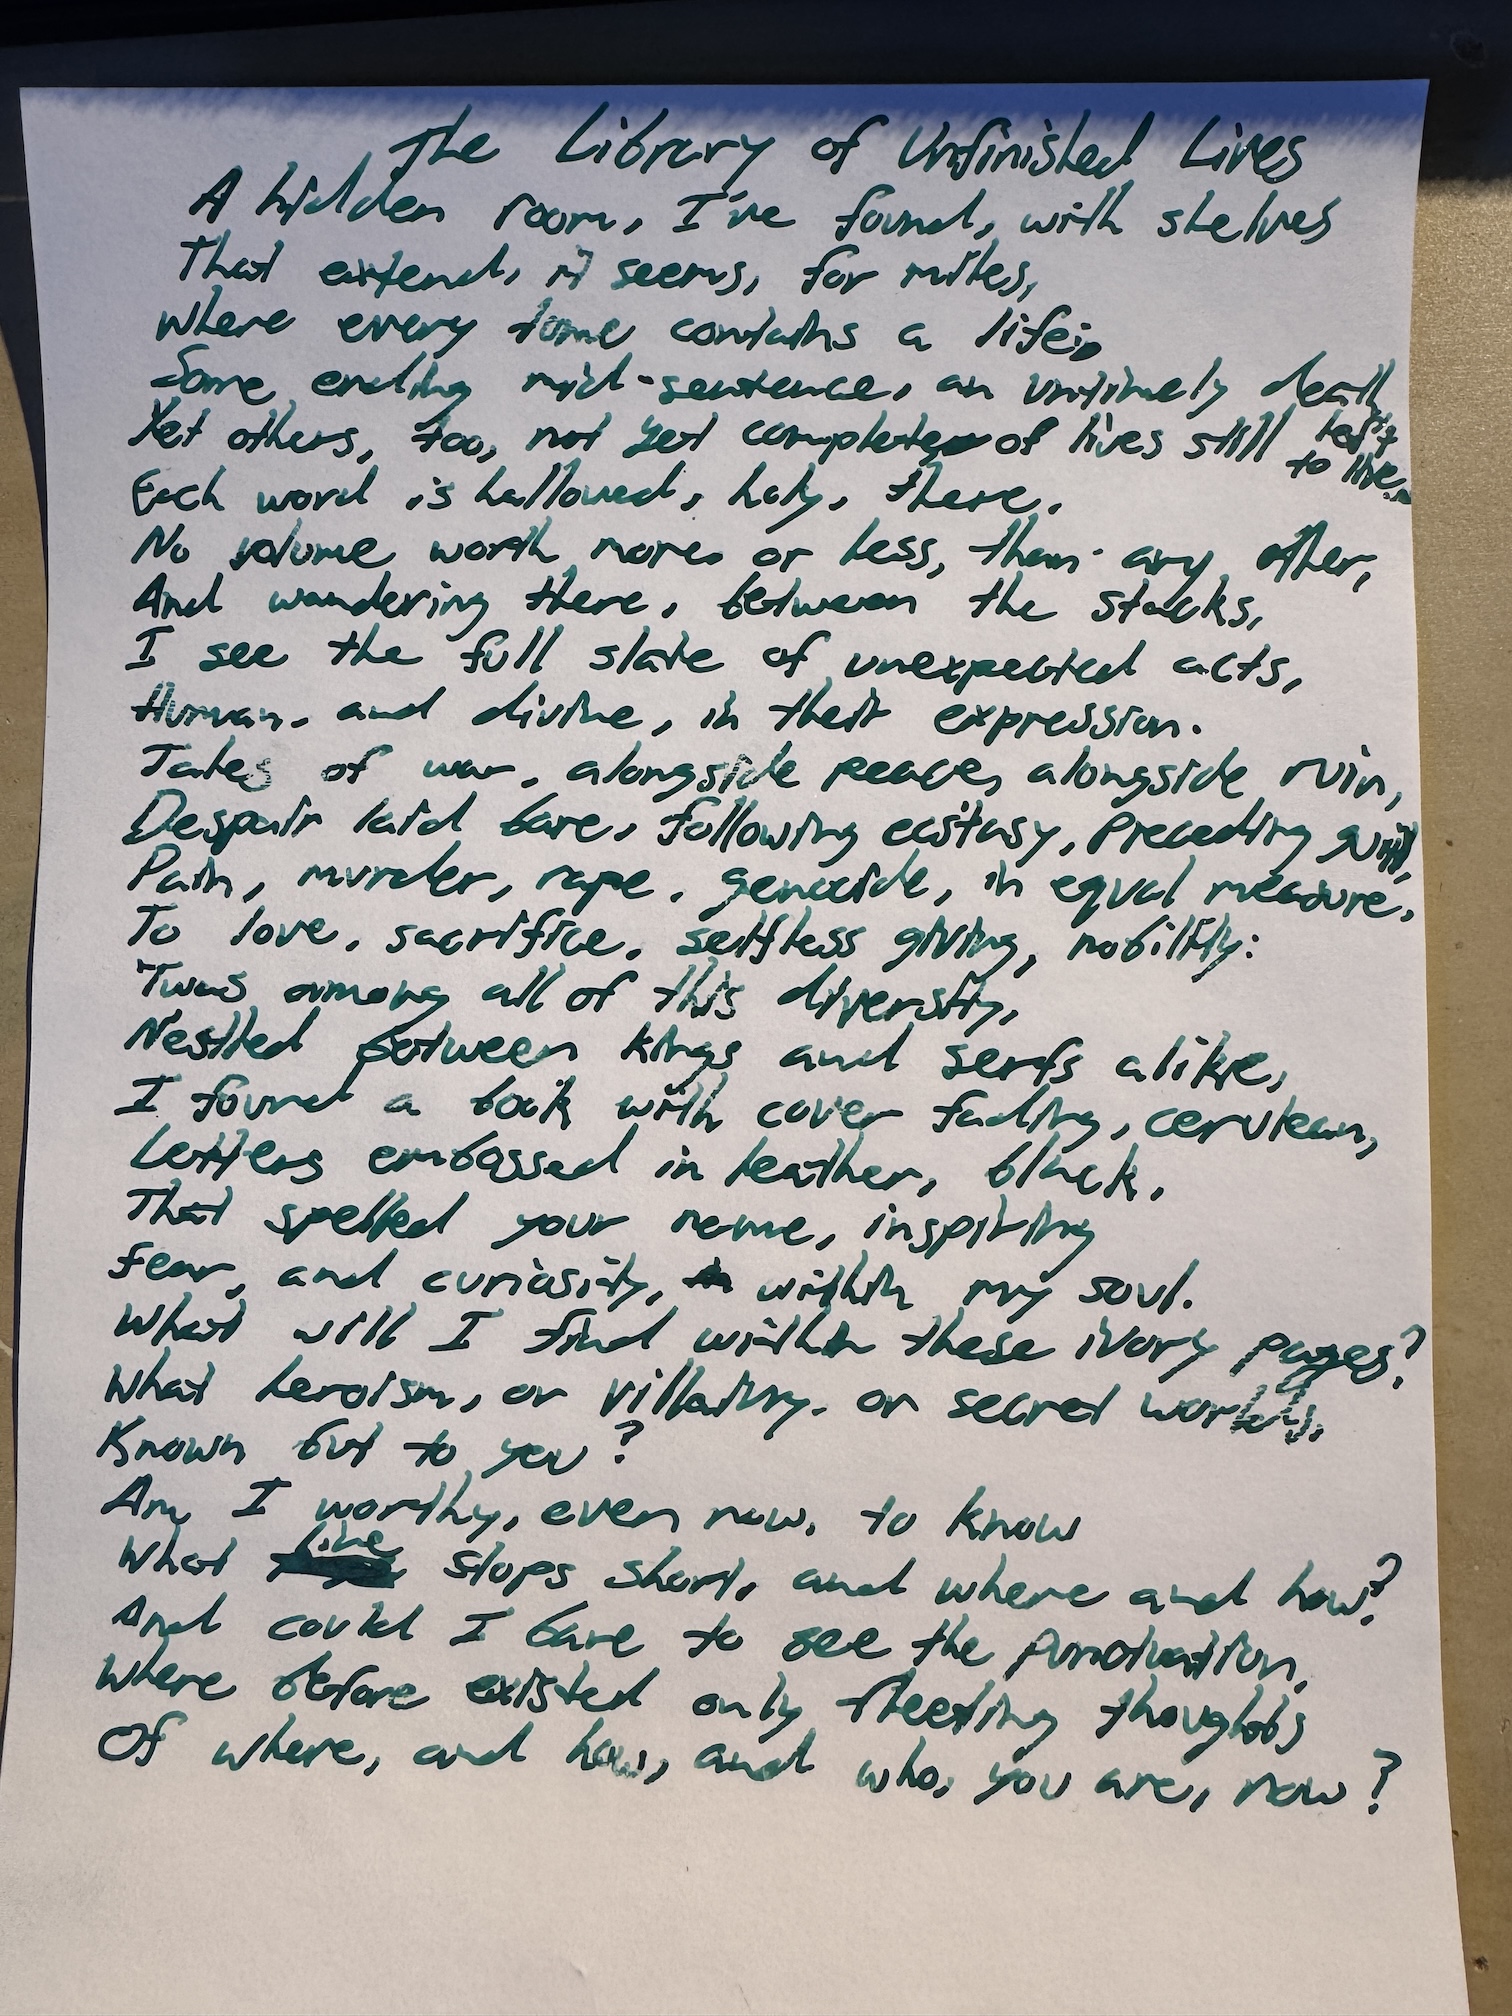 The Library of Unfinished Lives
A hidden room, I've found, with shelves
That extend, it seems, for miles,
Where every tome contains a life;
Some, ending mid-sentence, an untimely death
Yet others, too, not yet complete, of lives still left to live.
Each word is hallowed, holy, there.
No volume worth more, or less, than any other,
And wandering there, between the stacks,
I see the full slate of unexpected acts,
Human, and divine, in their expression.
Tales of war, alongside peace, alongside ruin,
Despair laid bare, following ecstasy, preceding guilt,
Pain, murder, rape, genocide, in equal measure,
To love, sacrifice, selfless giving, nobility:
'Twas among all of this diversity,
Nestled between kings and serfs alike,
I found a book with cover fading, cerulean,
Letters embossed in leather, black,
That spelled your name, inspiring
Fear, and curiosity, within my soul.
What will I find within these ivory pages?
What heroism, or villainy, or secret worlds,
Known but to you?
Am I worthy, even now, to know
What line stops short, and where and how?
And could I bare to see the punctuation,
Where before existed only fleeting thoughts
Of where, and how, and who, you are, now?